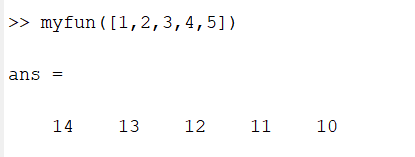 >> myfun([1,2,3,4,5])
ans =
14 13 12 11 10